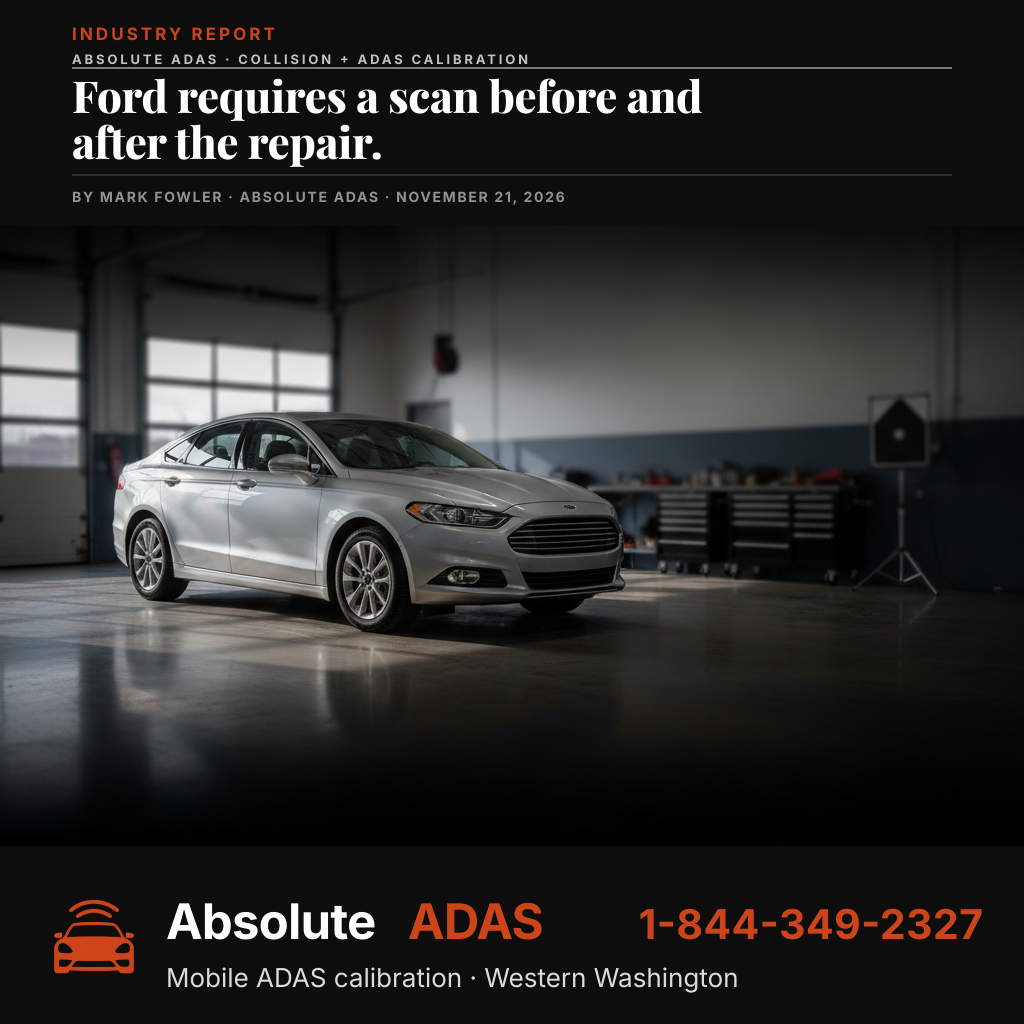 INDUSTRY REPORT
ABSOLUTE ADAS · COLLISION + ADAS CALIBRATION
Ford requires a scan before and
after the repair.
BY MARK FOWLER · ABSOLUTE ADAS · NOVEMBER 21, 2026
Absolute ADAS 1-844-349-2327
Mobile ADAS calibration · Western Washington